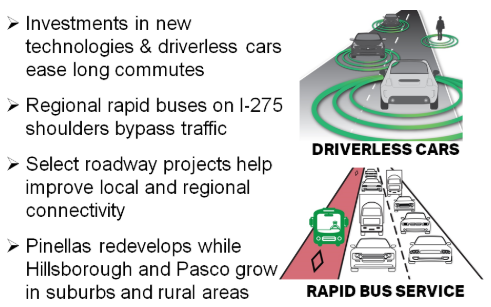 ➢ Investments in new
technologies & driverless cars
ease long commutes
➢ Regional rapid buses on I-275
shoulders bypass traffic
➢ Select roadway projects help
improve local and regional
connectivity
➢ Pinellas redevelops while
Hillsborough and Pasco grow
in suburbs and rural areas
DRIVERLESS CARS
RAPID BUS SERVICE